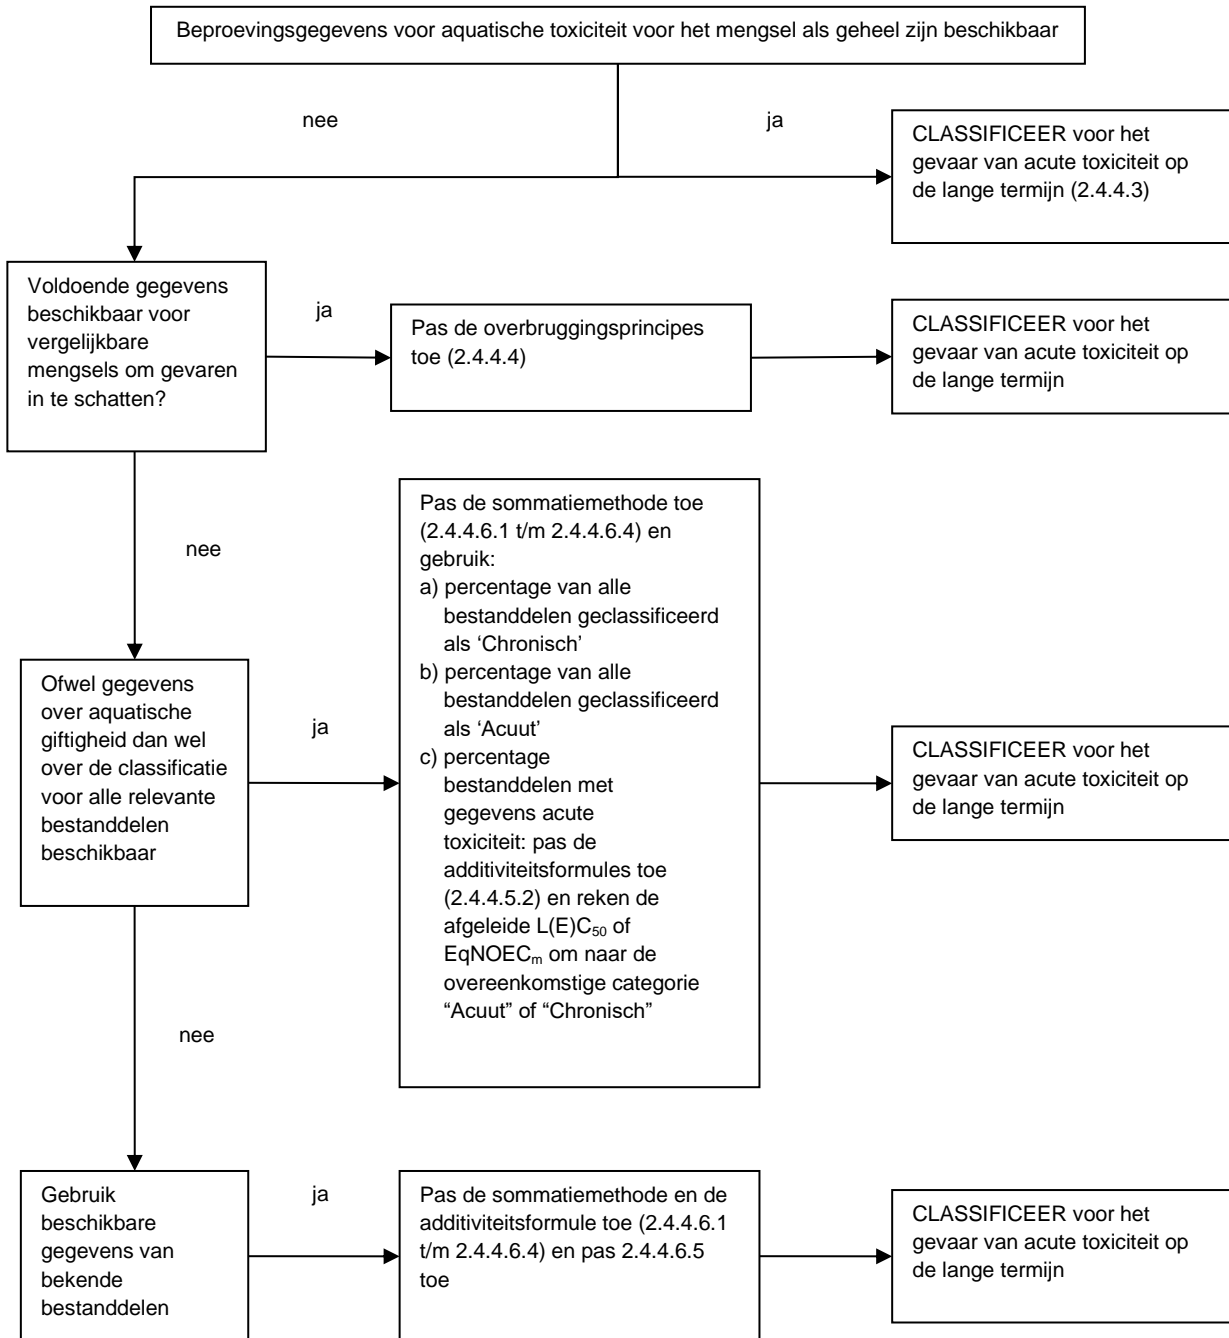 Beproevingsgegevens voor aquatische toxiciteit voor het mengsel als geheel zijn beschikbaar
nee
ja
CLASSIFICEER voor het
gevaar van acute toxiciteit op
de lange termijn (2.4.4.3)
Voldoende gegevens
beschikbaar voor
vergelijkbare
mengsels om gevaren
in te schatten?
ja
Pas de overbruggingsprincipes
toe (2.4.4.4)
CLASSIFICEER voor het
gevaar van acute toxiciteit op
de lange termijn
nee
Pas de sommatiemethode toe
(2.4.4.6.1 t/m 2.4.4.6.4) en
gebruik:
a) percentage van alle
bestanddelen geclassificeerd
als ‘Chronisch’
b) percentage van alle
bestanddelen geclassificeerd
als ‘Acuut’
c) percentage
bestanddelen met
gegevens acute
toxiciteit: pas de
additiviteitsformules toe
(2.4.4.5.2) en reken de
afgeleide L(E)C50 of
EqNOECm om naar de
overeenkomstige categorie
“Acuut” of “Chronisch”
Ofwel gegevens
over aquatische
giftigheid dan wel
over de classificatie
voor alle relevante
bestanddelen
beschikbaar
ja
CLASSIFICEER voor het
gevaar van acute toxiciteit op
de lange termijn
nee
Gebruik
beschikbare
gegevens van
bekende
bestanddelen
ja
Pas de sommatiemethode en de
additiviteitsformule toe (2.4.4.6.1
t/m 2.4.4.6.4) en pas 2.4.4.6.5
toe
CLASSIFICEER voor het
gevaar van acute toxiciteit op
de lange termijn